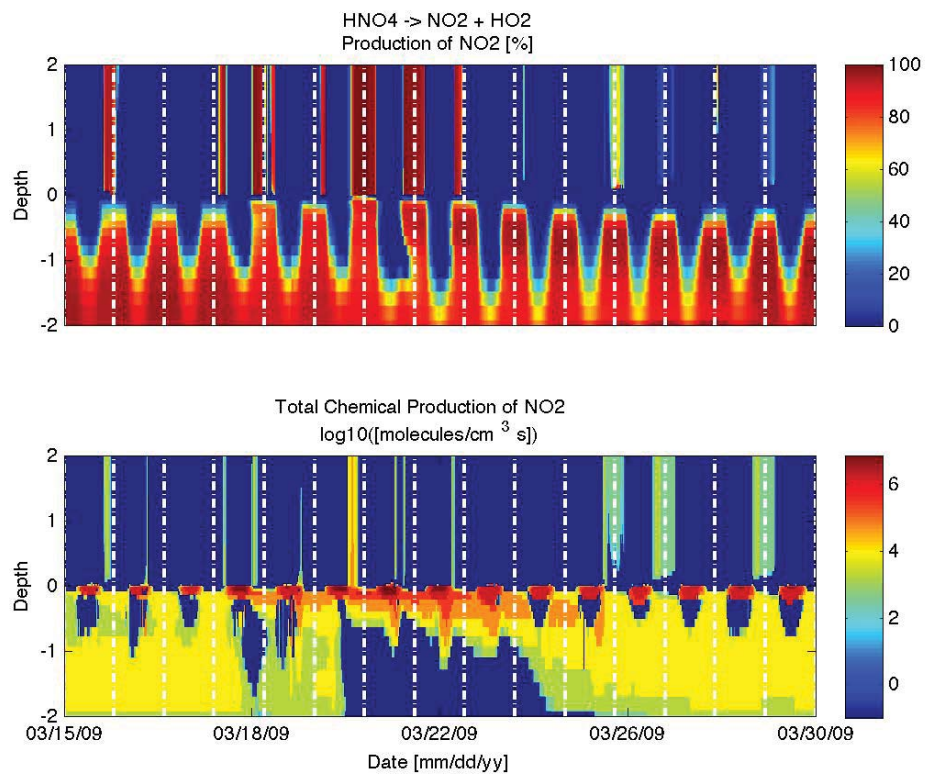 HNO4 -> NO2 + HO2
Production of NO2 [%]
2
1
0
-1
-2
Depth
100
80
60
40
20
0
Total Chemical Production of NO2
log10([molecules/cm 3 s])
2
1
0
-1
-2
Depth
6
4
2
0
03/15/09 03/18/09 03/22/09 03/26/09 03/30/09
Date [mm/dd/yy]